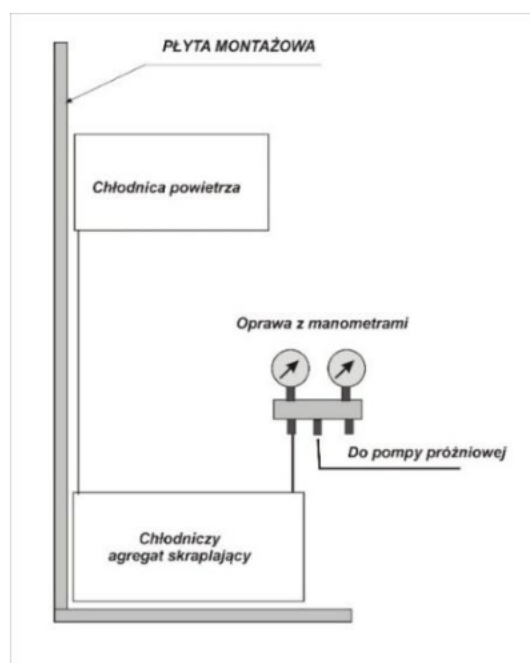 PŁYTA MONTAŻOWA
Chłodnica powietrza
Oprawa z manometrami
Do pompy próżniowej
Chłodniczy
agregat skraplający